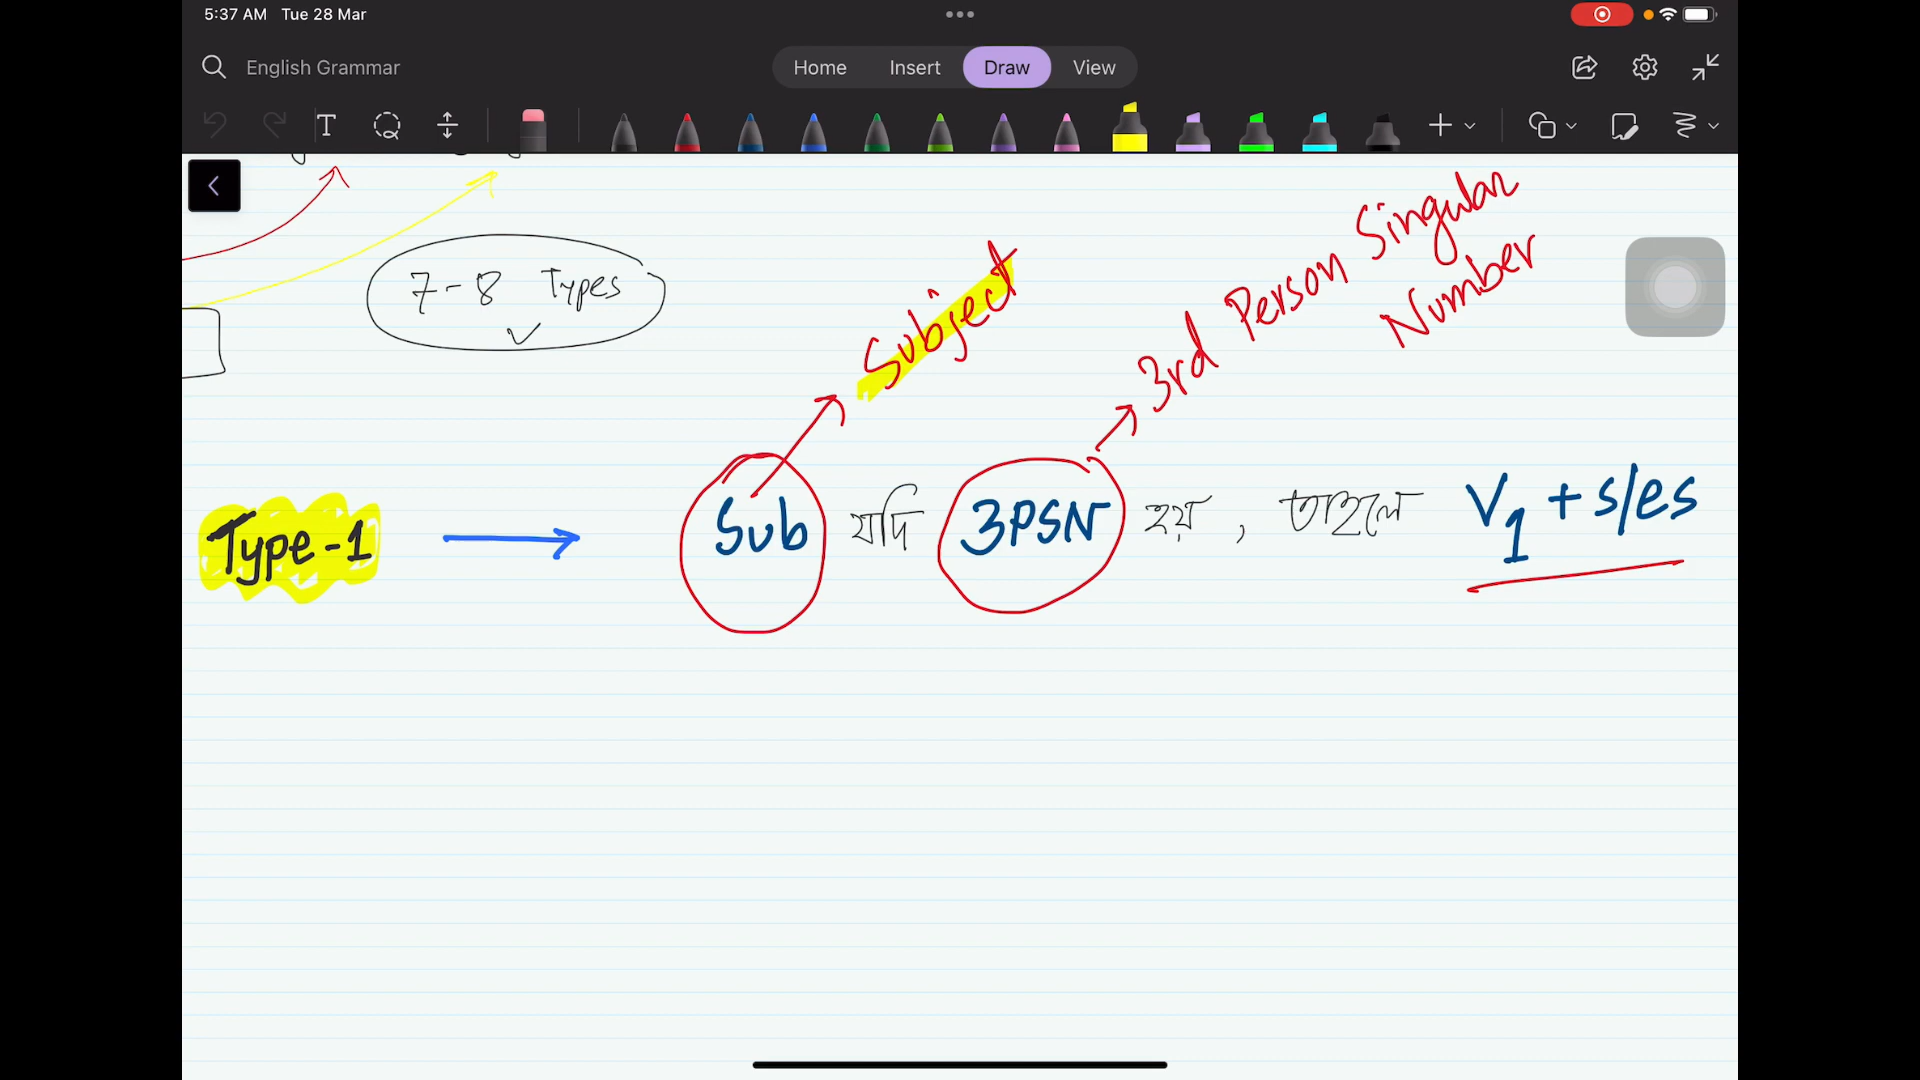 5:37 AM Tue 28 Mar
English Grammar
Home Insert Draw View
7-8 Types
Subject
3rd Person Singular
Number
Type-1 → Sub যদি 3PSN হয়, তাহলে V1 + s/es